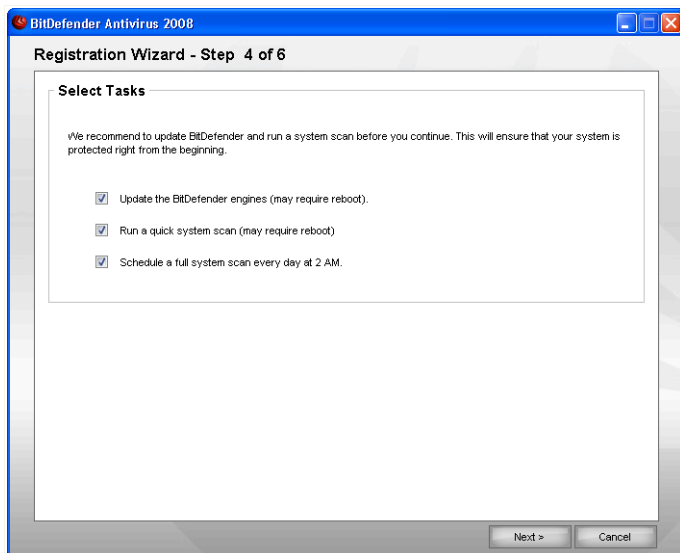 BitDefender Antivirus 2008
Registration Wizard - Step 4 of 6
Select Tasks
We recommend to update BitDefender and run a system scan before you continue. This will ensure that your system is
protected right from the beginning.
Update the BitDefender engines (may require reboot).
Run a quick system scan (may require reboot)
Schedule a full system scan every day at 2 AM.
Next >
Cancel